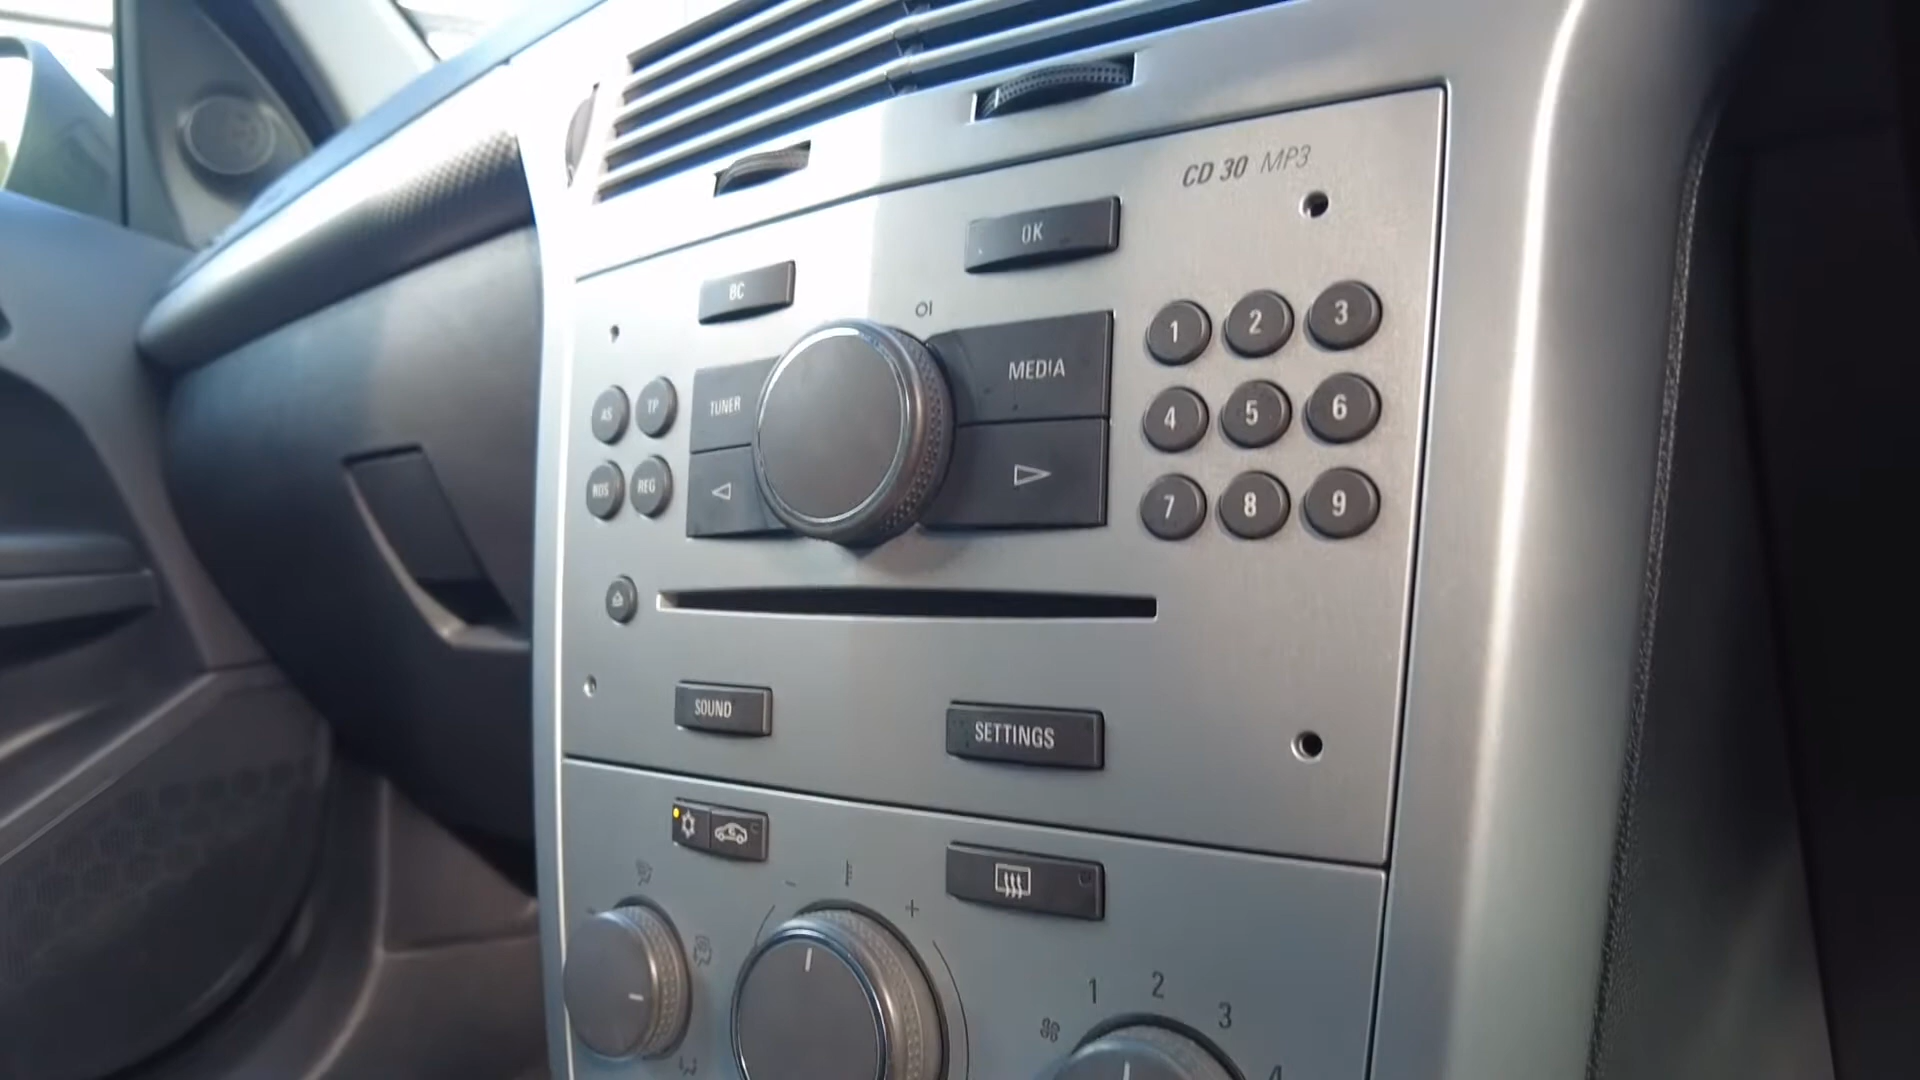 CD 30 MP3
OK
BC
MEDIA
TUNER
AS
TP
RDS
REG
1 2 3
4 5 6
7 8 9
SOUND
SETTINGS
- +
1 2 3 4